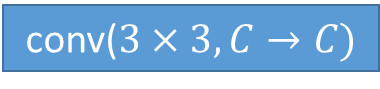 conv(3 × 3, C → C)